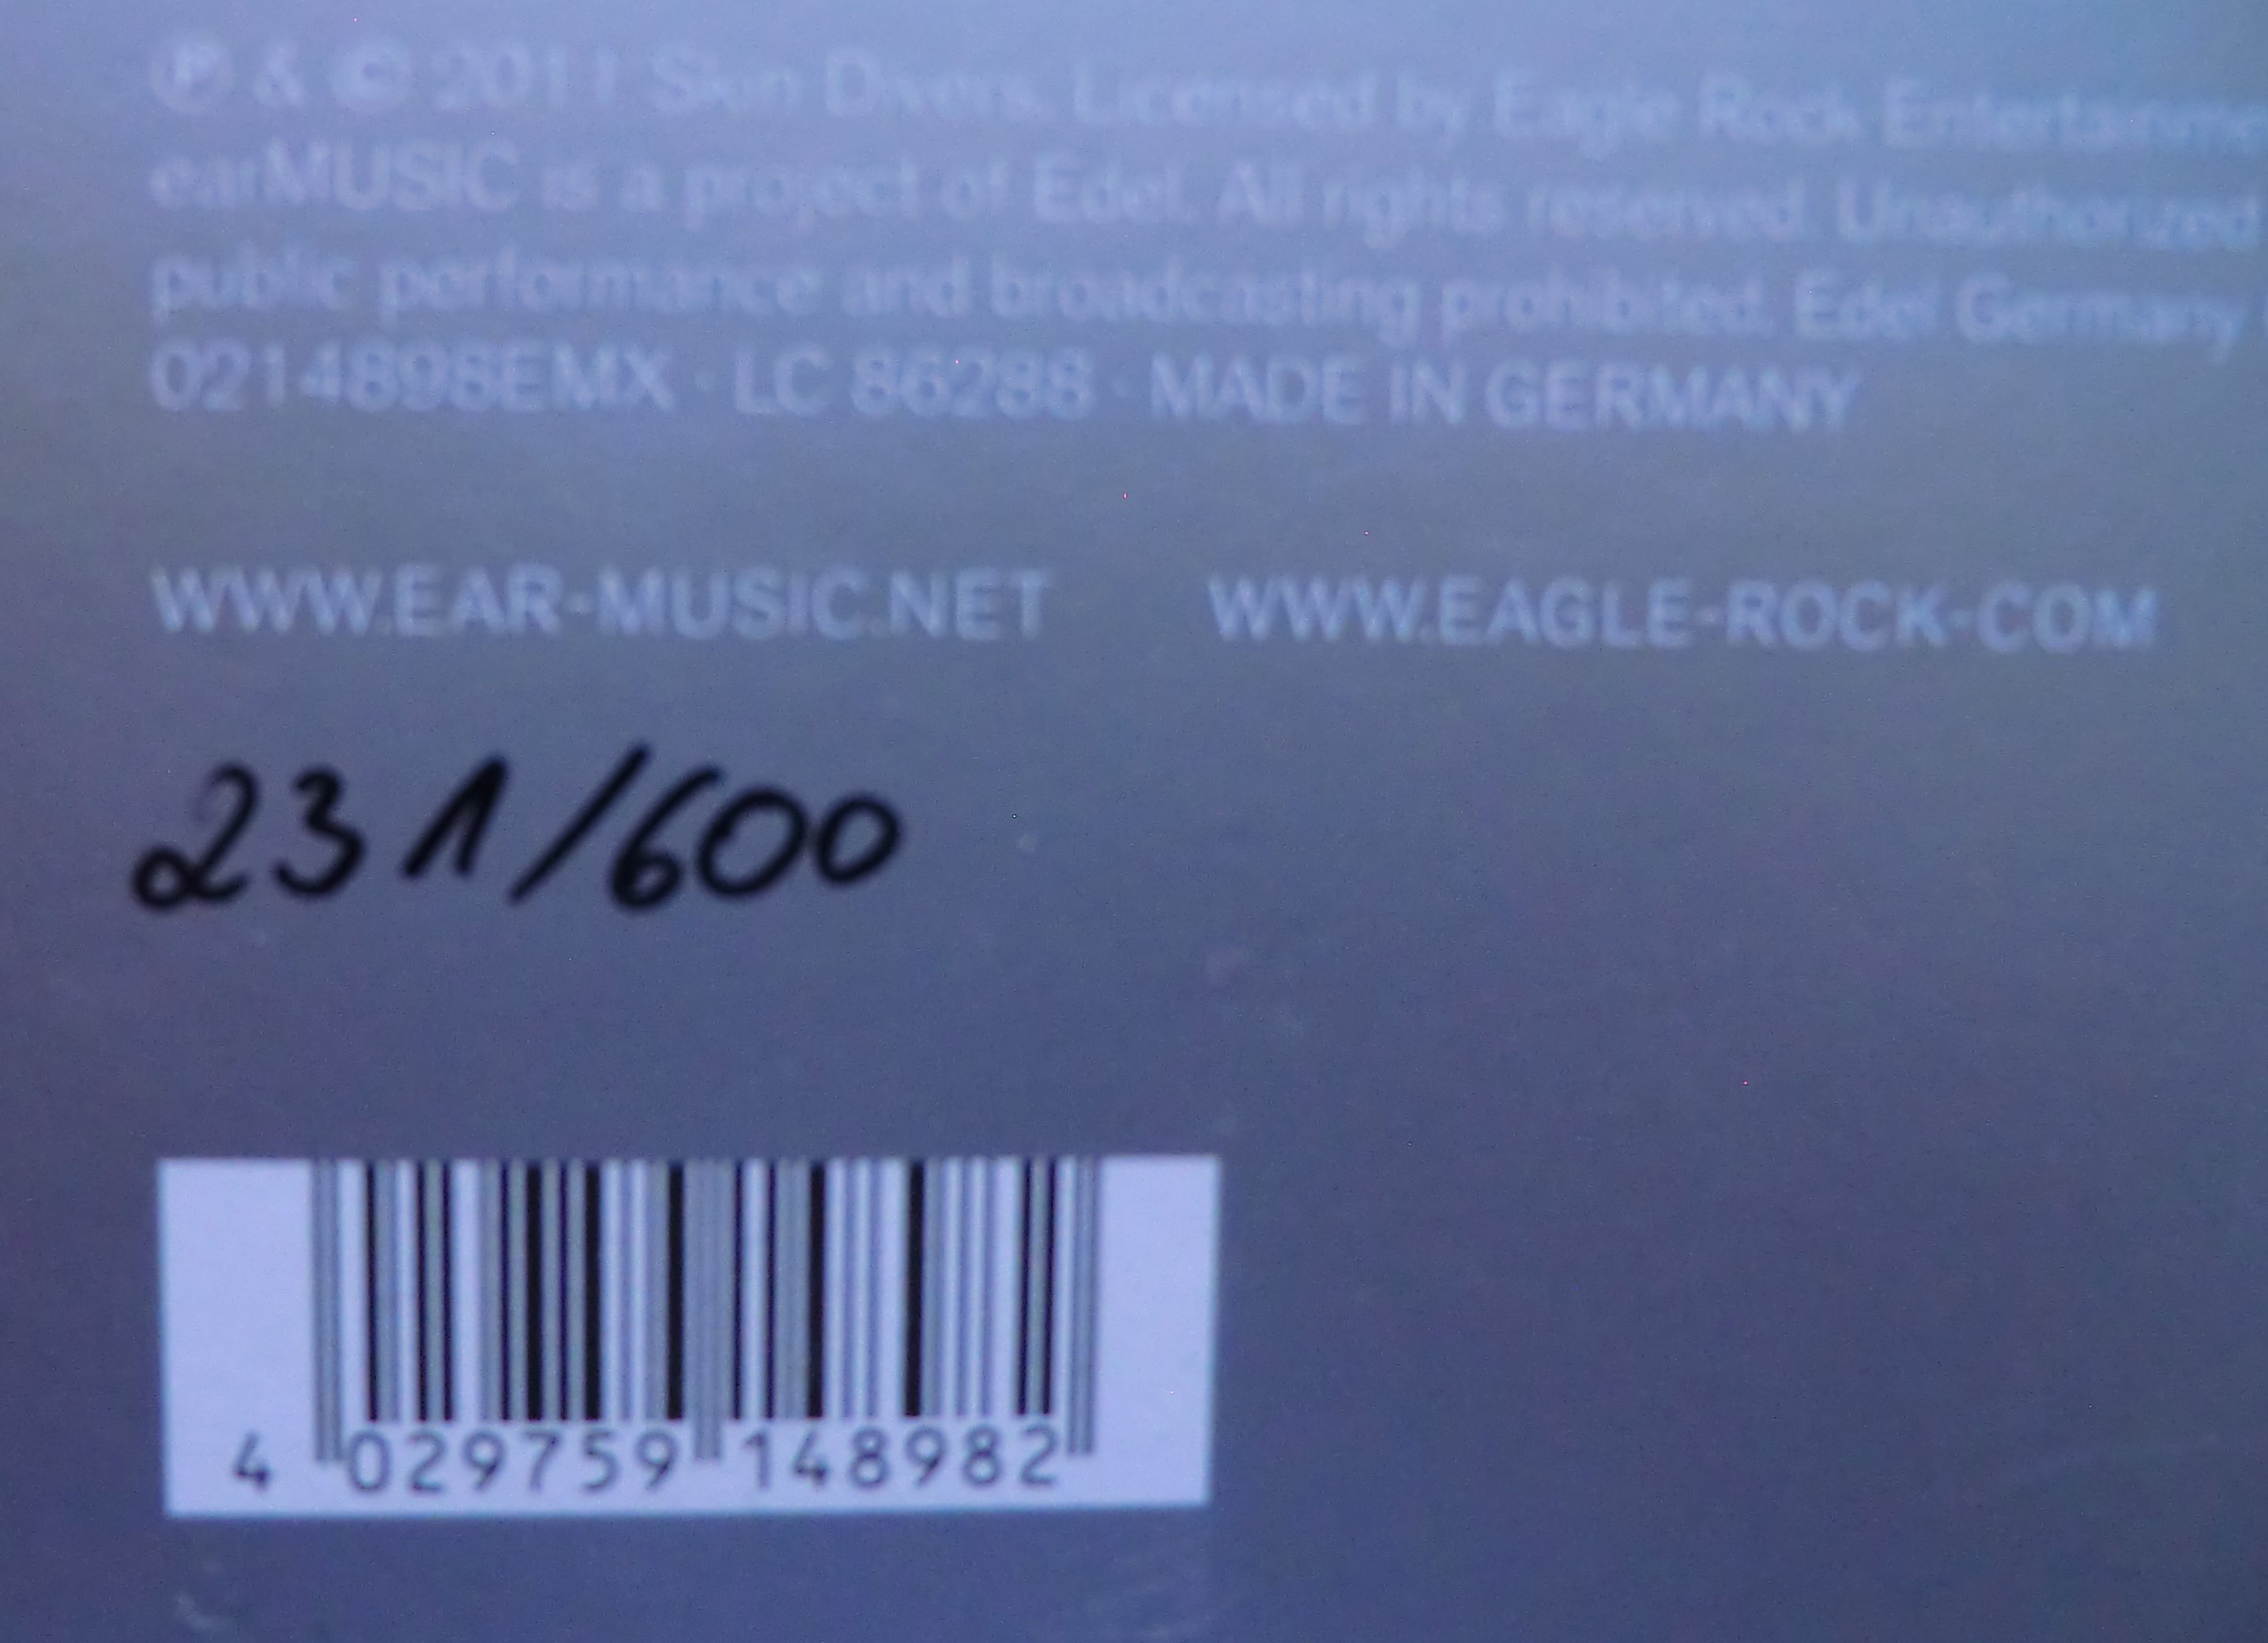 ℗ & © 2011 Skin Divers. Licensed by Eagle Rock Entertainme
earMUSIC is a project of Edel. All rights reserved. Unauthorized
public performance and broadcasting prohibited. Edel Germany
0214898EMX · LC 86288 · MADE IN GERMANY
WWW.EAR-MUSIC.NET WWW.EAGLE-ROCK-COM
231/600
4 029759 148982